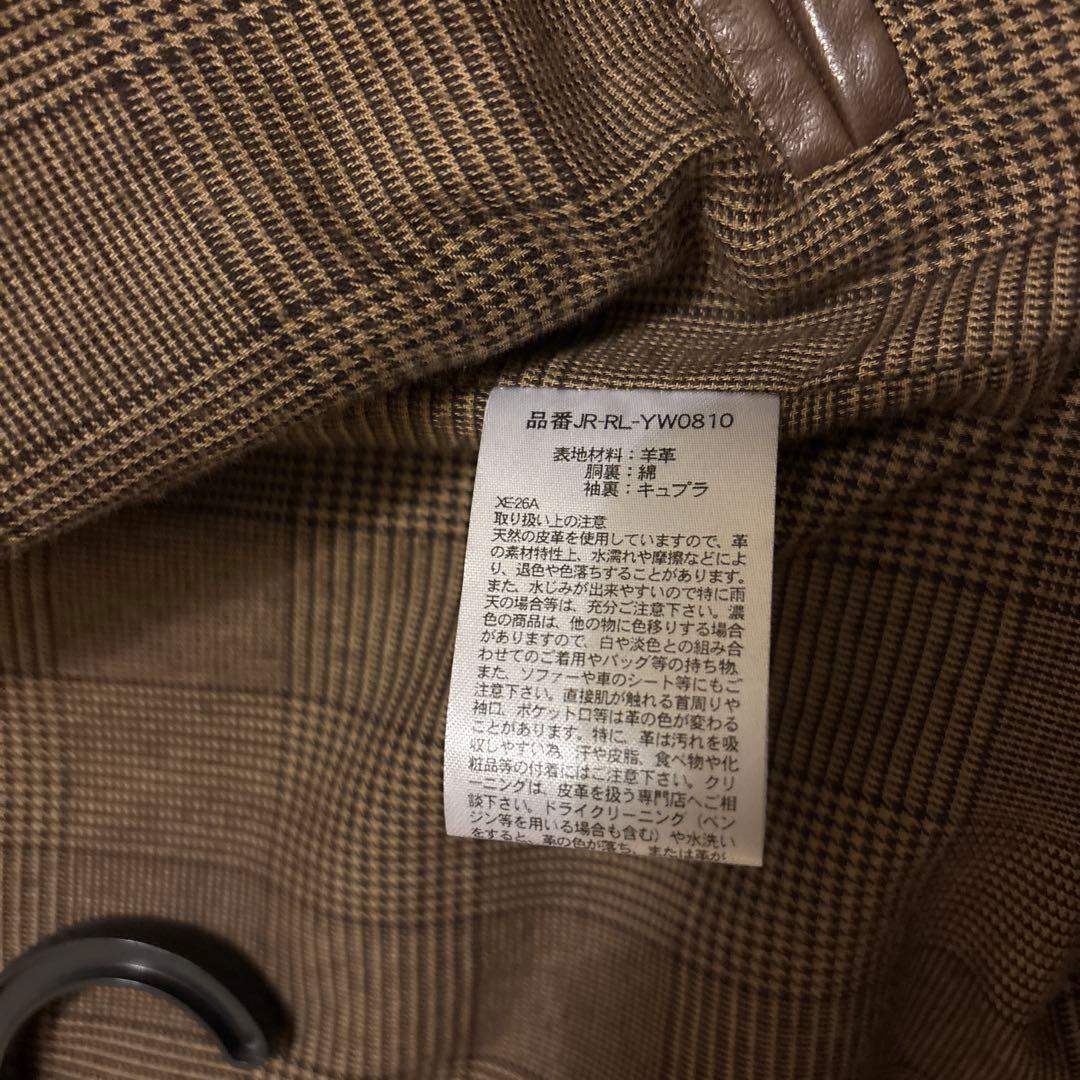 品番JR-RL-YW0810
表地材料：羊革
胴裏：綿
袖裏：キュプラ
XE-26A
取り扱い上の注意
天然の皮革を使用していますので、革
の素材特性上、水濡れや摩擦などによ
り、退色や色落ちすることがあります。
また、水じみが出来やすいので特に雨
天の場合等は、充分ご注意下さい。濃
色の商品は、他の物に色移りする場合
がありますので、白や淡色との組み合
わせてのご着用やバッグ等の持ち物、
また、ソファーや車のシート等にもご
注意下さい。直接肌が触れる首周りや
袖口、ポケット口等は革の色が変わる
ことがあります。特に、革は汚れを吸
収しやすい為、汗や皮脂、食べ物や化
粧品等の付着にはご注意下さい。クリ
ーニングは、皮革を扱う専門店へご相
談下さい。ドライクリーニング（ベン
ジン等を用いる場合も含む）や水洗い
をすると、革の色が落ち、または革が